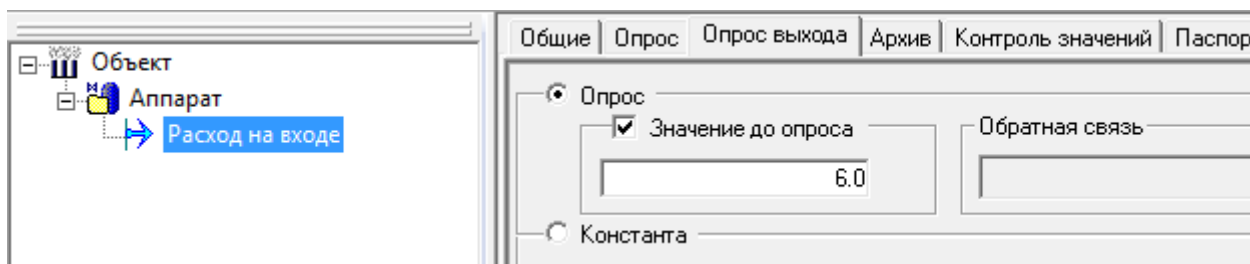 Объект
Аппарат
Расход на входе
Общие Опрос Опрос выхода Архив Контроль значений Паспор
Опрос
Значение до опроса
Обратная связь
6.0
Константа